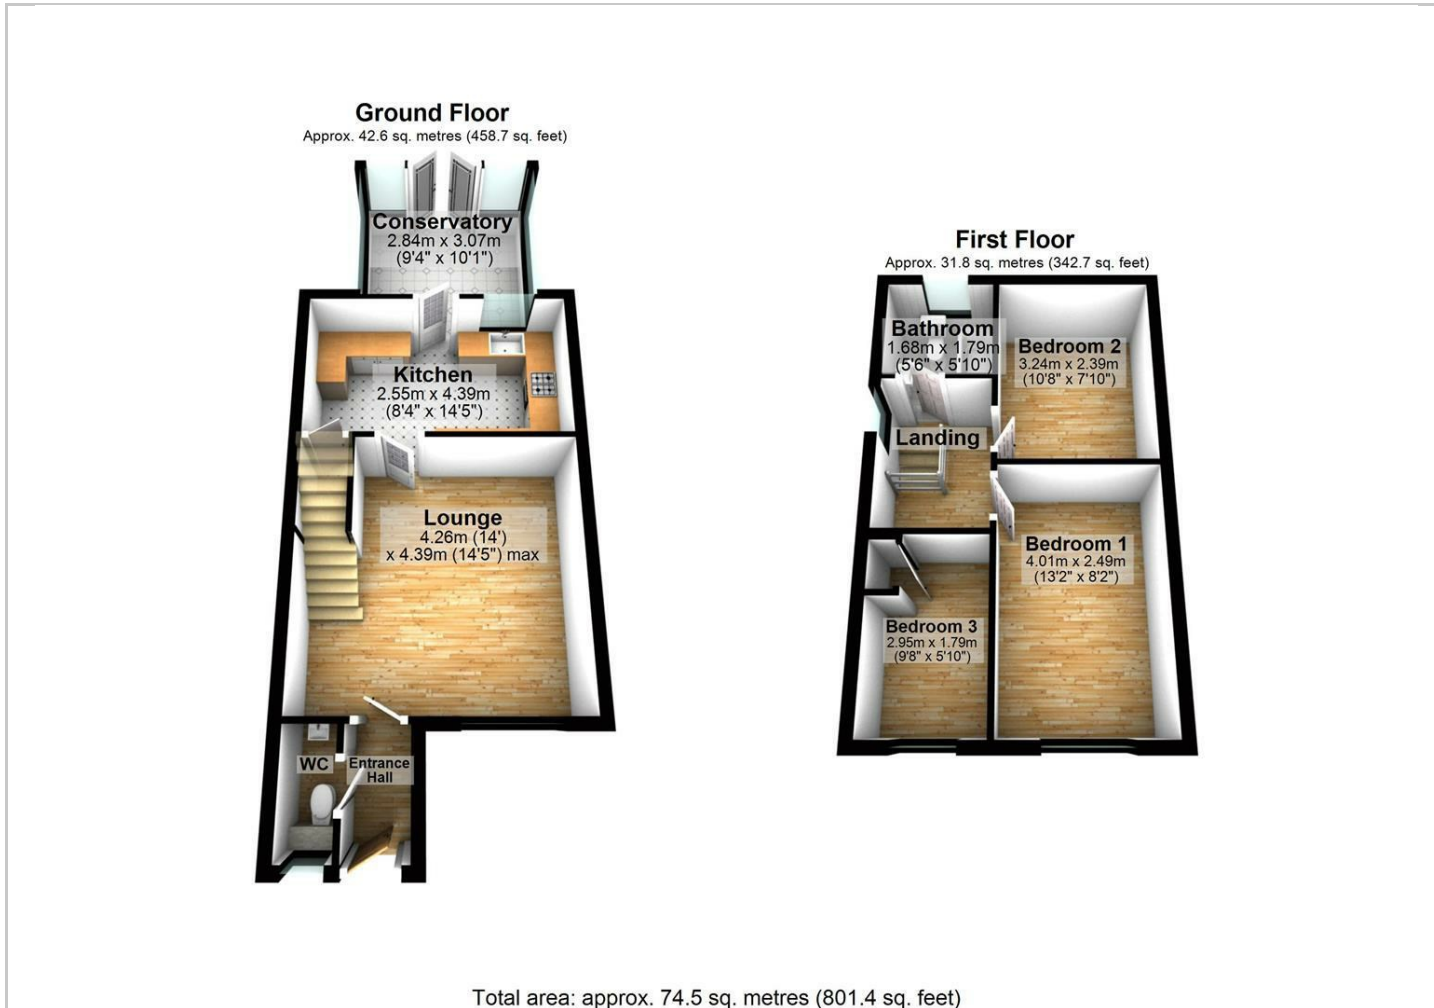 Ground Floor
Approx. 42.6 sq. metres (458.7 sq. feet)
Conservatory
2.84m x 3.07m
(9'4" x 10'1")
Kitchen
2.55m x 4.39m
(8'4" x 14'5")
Lounge
4.26m (14')
x 4.39m (14'5") max
WC
Entrance
Hall
First Floor
Approx. 31.8 sq. metres (342.7 sq. feet)
Bathroom
1.68m x 1.79m
(5'6" x 5'10")
Bedroom 2
3.24m x 2.39m
(10'8" x 7'10")
Landing
Bedroom 1
4.01m x 2.49m
(13'2" x 8'2")
Bedroom 3
2.95m x 1.79m
(9'8" x 5'10")
Total area: approx. 74.5 sq. metres (801.4 sq. feet)